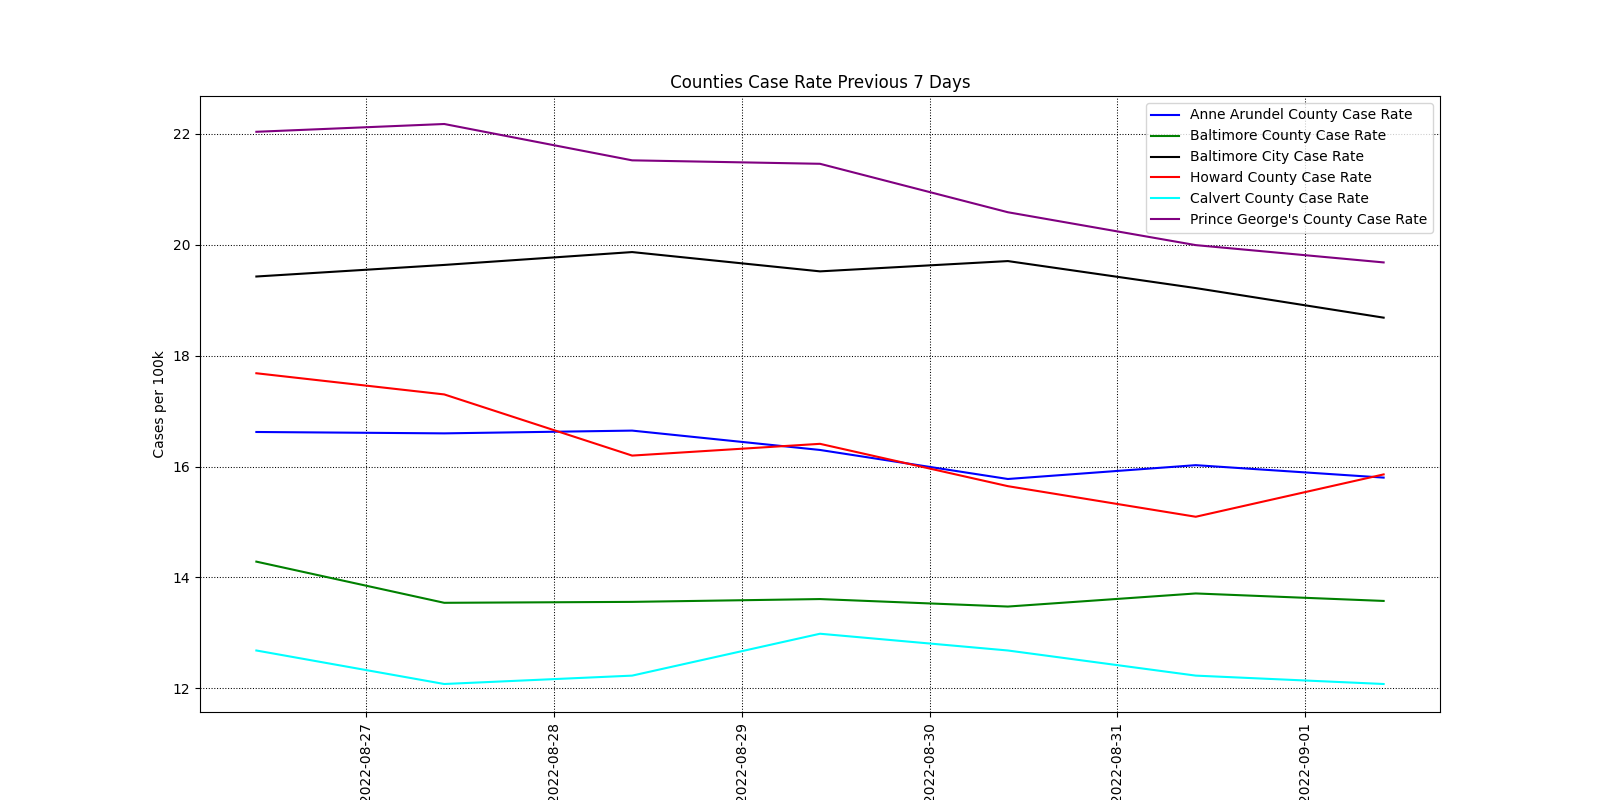 Counties Case Rate Previous 7 Days
Anne Arundel County Case Rate
Baltimore County Case Rate
Baltimore City Case Rate
Howard County Case Rate
Calvert County Case Rate
Prince George's County Case Rate
Cases per 100k
22
20
18
16
14
12
2022-08-27
2022-08-28
2022-08-29
2022-08-30
2022-08-31
2022-09-01